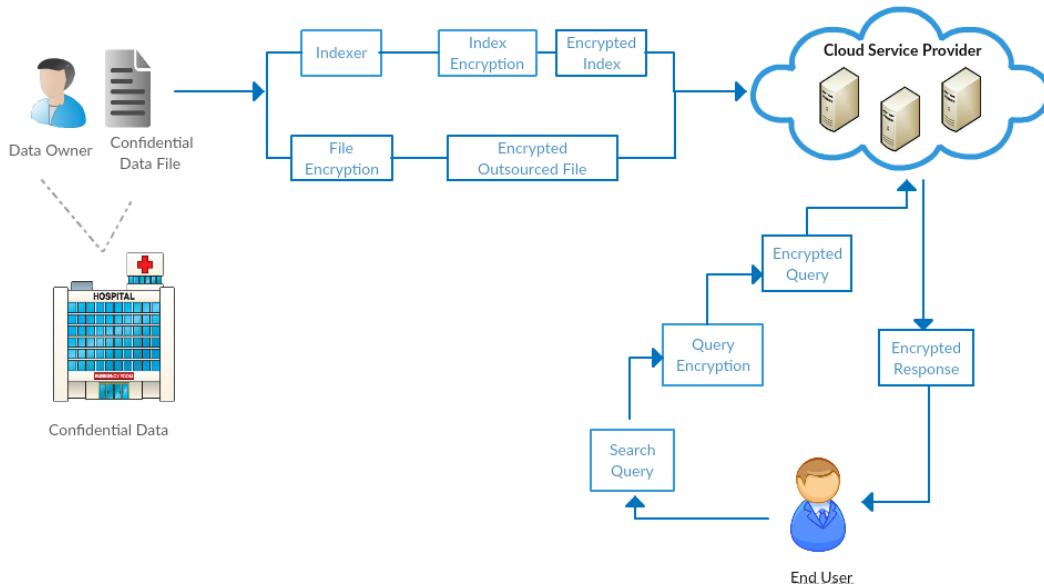 Indexer
Index
Encryption
Encrypted
Index
Cloud Service Provider
Data Owner
Confidential
Data File
File
Encryption
Encrypted
Outsourced File
HOSPITAL
Confidential Data
Encrypted
Query
Query
Encryption
Encrypted
Response
Search
Query
End User